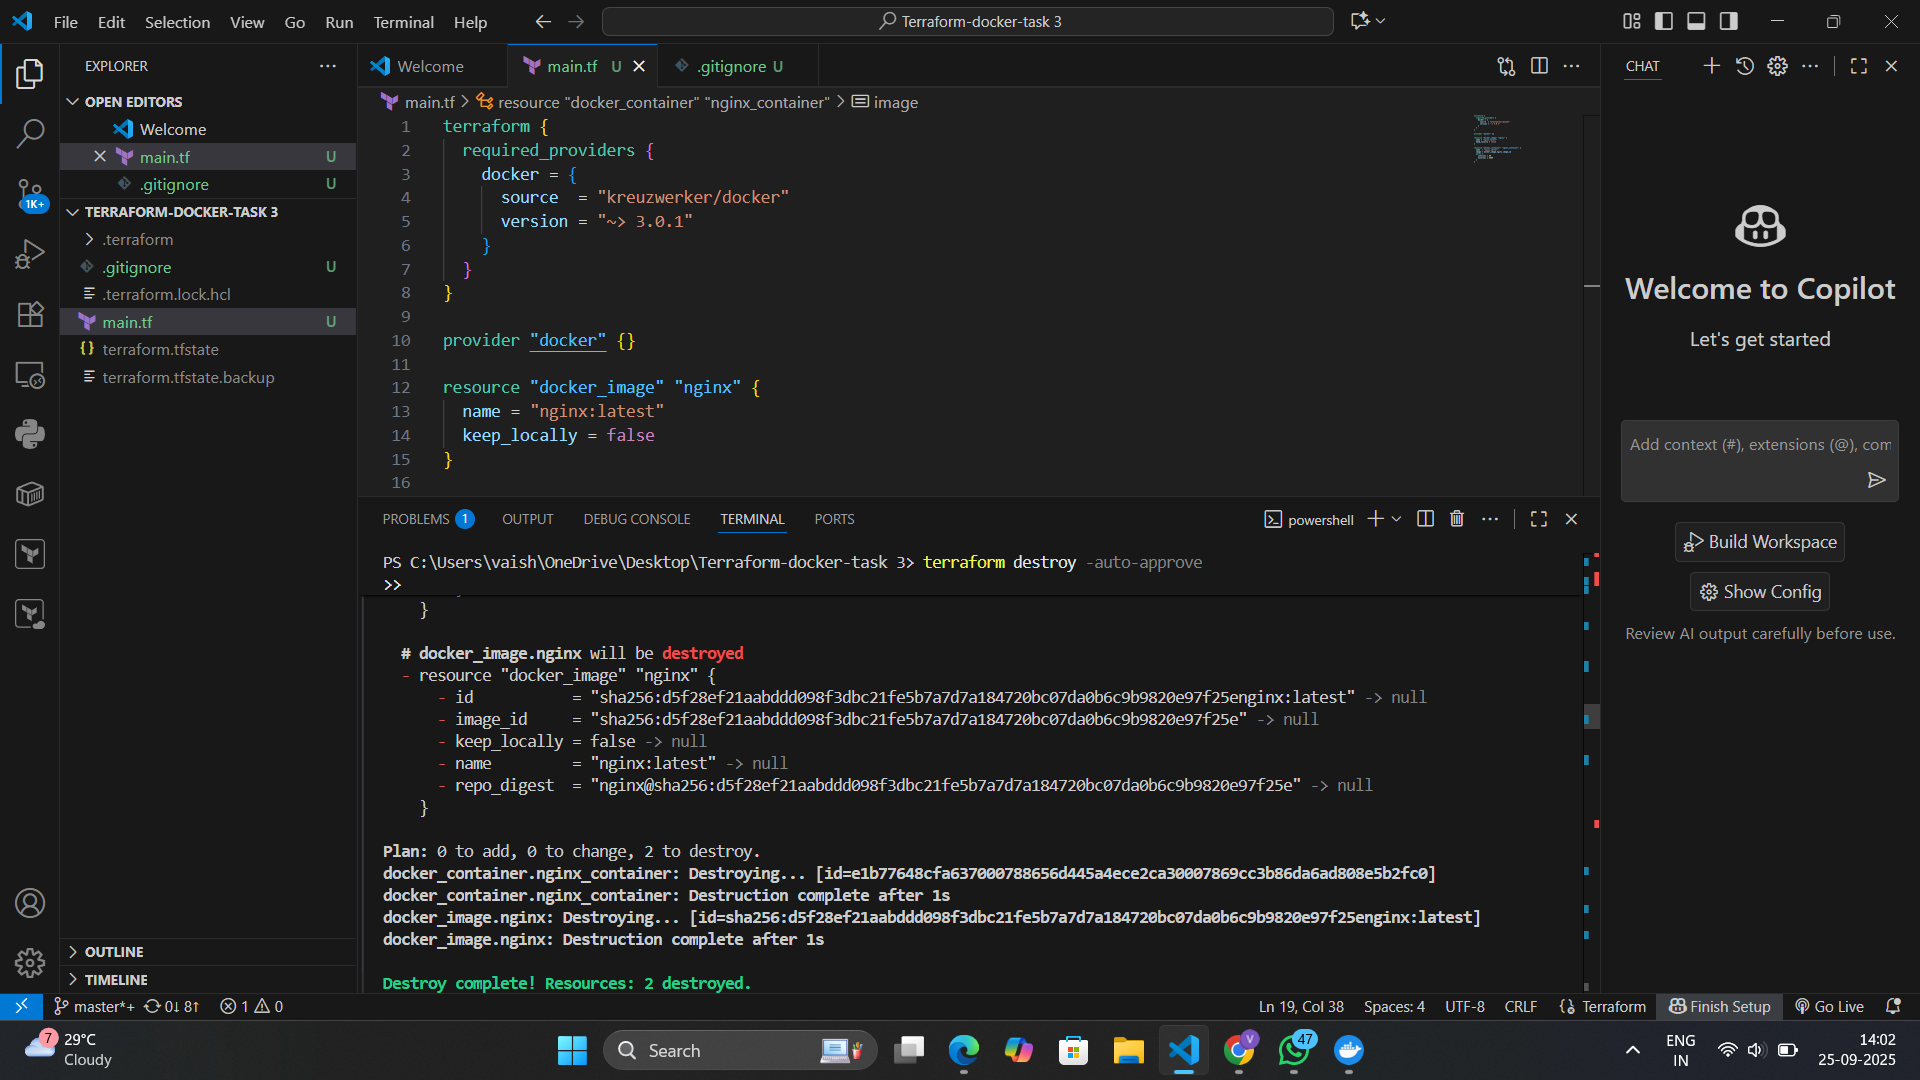 File Edit Selection View Go Run Terminal Help
Terraform-docker-task 3
EXPLORER
OPEN EDITORS
Welcome
main.tf U
.gitignore U
1K+
TERRAFORM-DOCKER-TASK 3
.terraform
.gitignore U
.terraform.lock.hcl
main.tf U
terraform.tfstate
terraform.tfstate.backup
OUTLINE
TIMELINE
Welcome main.tf U .gitignore U
main.tf > resource "docker_container" "nginx_container" > image
1 terraform {
2 required_providers {
3 docker = {
4 source = "kreuzwerker/docker"
5 version = "~> 3.0.1"
6 }
7 }
8 }
9
10 provider "docker" {}
11
12 resource "docker_image" "nginx" {
13 name = "nginx:latest"
14 keep_locally = false
15 }
16
PROBLEMS 1 OUTPUT DEBUG CONSOLE TERMINAL PORTS
powershell
PS C:\Users\vaish\OneDrive\Desktop\Terraform-docker-task 3> terraform destroy -auto-approve
>>
}
# docker_image.nginx will be destroyed
- resource "docker_image" "nginx" {
- id = "sha256:d5f28ef21aabddd098f3dbc21fe5b7a7d7a184720bc07da0b6c9b9820e97f25enginx:latest" -> null
- image_id = "sha256:d5f28ef21aabddd098f3dbc21fe5b7a7d7a184720bc07da0b6c9b9820e97f25e" -> null
- keep_locally = false -> null
- name = "nginx:latest" -> null
- repo_digest = "nginx@sha256:d5f28ef21aabddd098f3dbc21fe5b7a7d7a184720bc07da0b6c9b9820e97f25e" -> null
}
Plan: 0 to add, 0 to change, 2 to destroy.
docker_container.nginx_container: Destroying... [id=e1b77648cfa637000788656d445a4ece2ca30007869cc3b86da6ad808e5b2fc0]
docker_container.nginx_container: Destruction complete after 1s
docker_image.nginx: Destroying... [id=sha256:d5f28ef21aabddd098f3dbc21fe5b7a7d7a184720bc07da0b6c9b9820e97f25enginx:latest]
docker_image.nginx: Destruction complete after 1s
Destroy complete! Resources: 2 destroyed.
CHAT
Welcome to Copilot
Let's get started
Add context (#), extensions (@), com
Build Workspace
Show Config
Review AI output carefully before use.
master*+ 0↓ 8↑ 1 0
Ln 19, Col 38 Spaces: 4 UTF-8 CRLF Terraform Finish Setup Go Live
7
29°C
Cloudy
Search
V
47
ENG
IN
14:02
25-09-2025